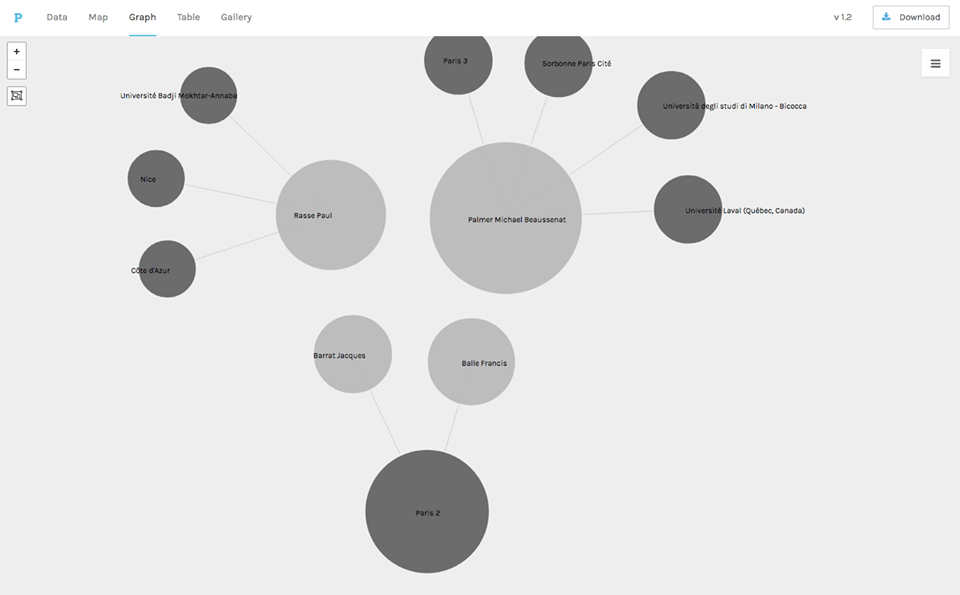 P
Data
Map
Graph
Table
Gallery
v 1.2
Download
+
−
Paris 3
Sorbonne Paris Cité
Université Badji Mokhtar-Annaba
Università degli studi di Milano - Bicocca
Nice
Université Laval (Québec, Canada)
Rasse Paul
Palmer Michael Beaussenat
Côte d'Azur
Barrat Jacques
Balle Francis
Paris 2